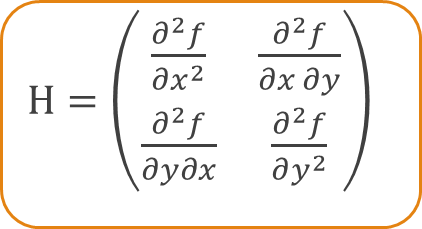 H = ( ∂²f/∂x² ∂²f/∂x ∂y
∂²f/∂y∂x ∂²f/∂y² )